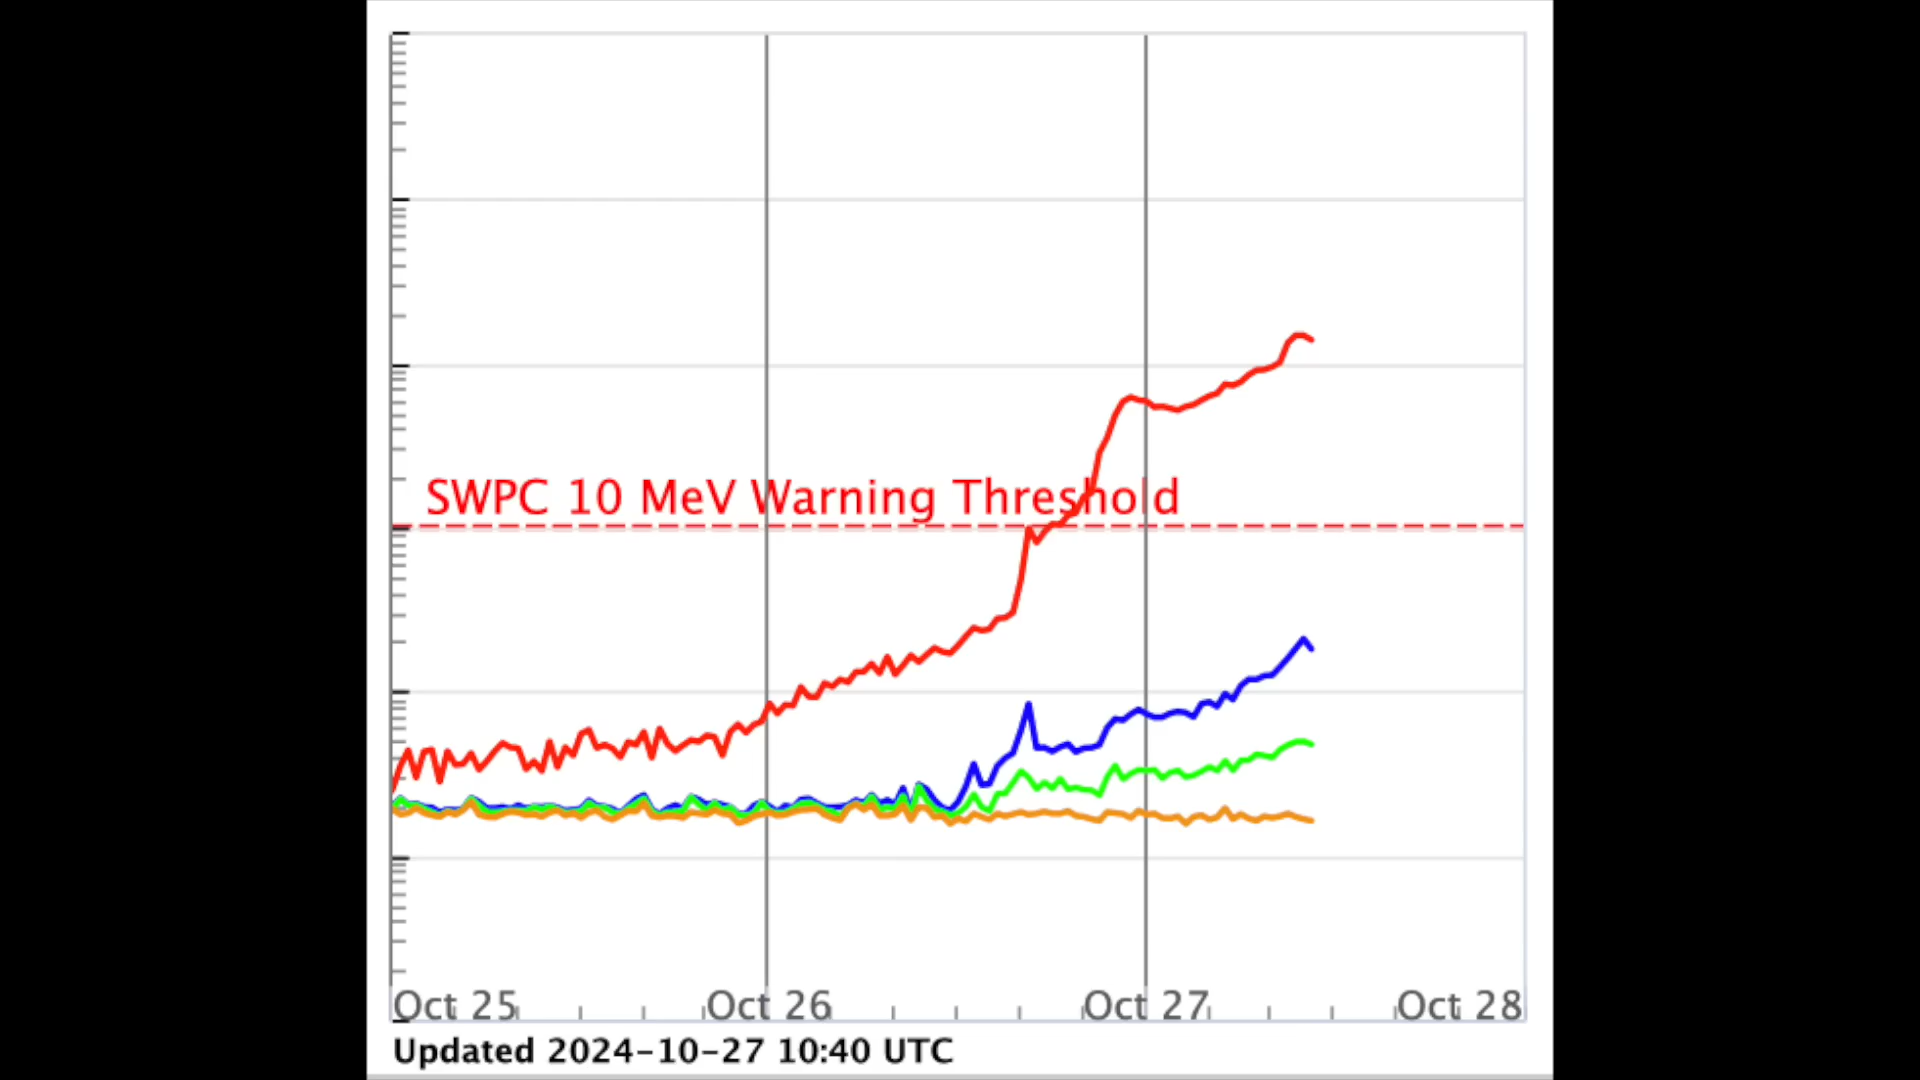 SWPC 10 MeV Warning Threshold
Oct 25 Oct 26 Oct 27 Oct 28
Updated 2024-10-27 10:40 UTC